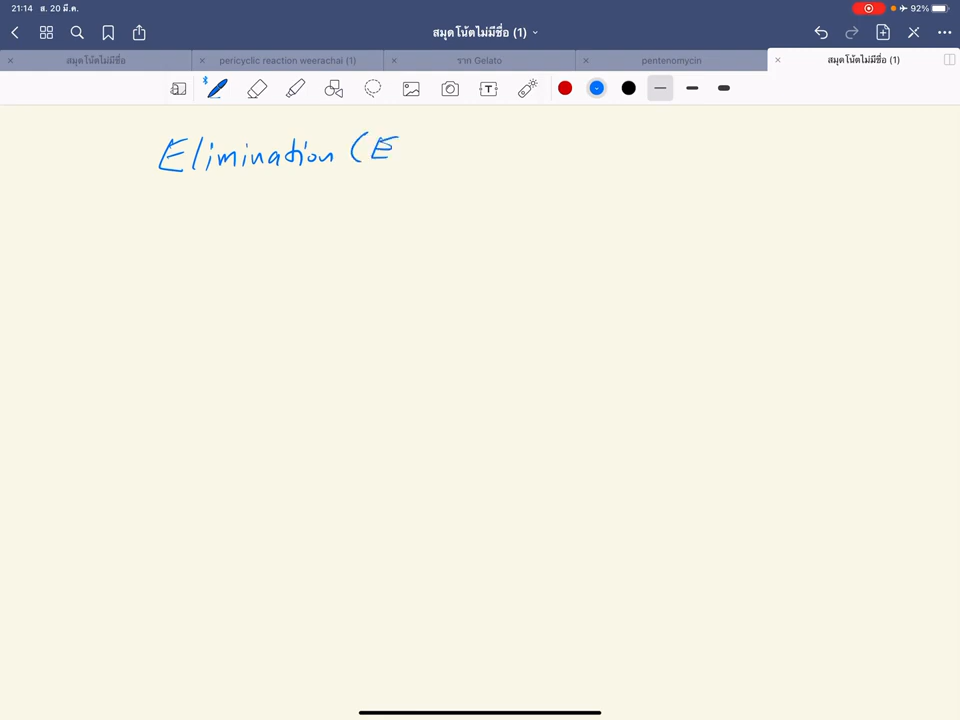 21:14 ส. 20 มี.ค.
92%
สมุดโน้ตไม่มีชื่อ (1)
สมุดโน้ตไม่มีชื่อ
pericyclic reaction weerachai (1)
ราก Gelato
pentenomycin
สมุดโน้ตไม่มีชื่อ (1)
Elimination (E